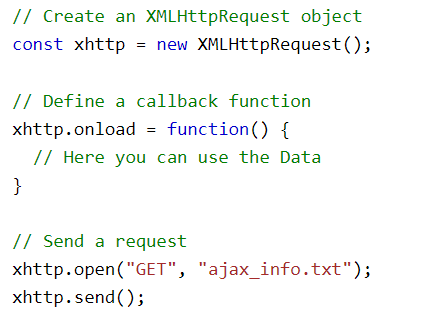 // Create an XMLHttpRequest object
const xhttp = new XMLHttpRequest();
// Define a callback function
xhttp.onload = function() {
  // Here you can use the Data
}
// Send a request
xhttp.open("GET", "ajax_info.txt");
xhttp.send();